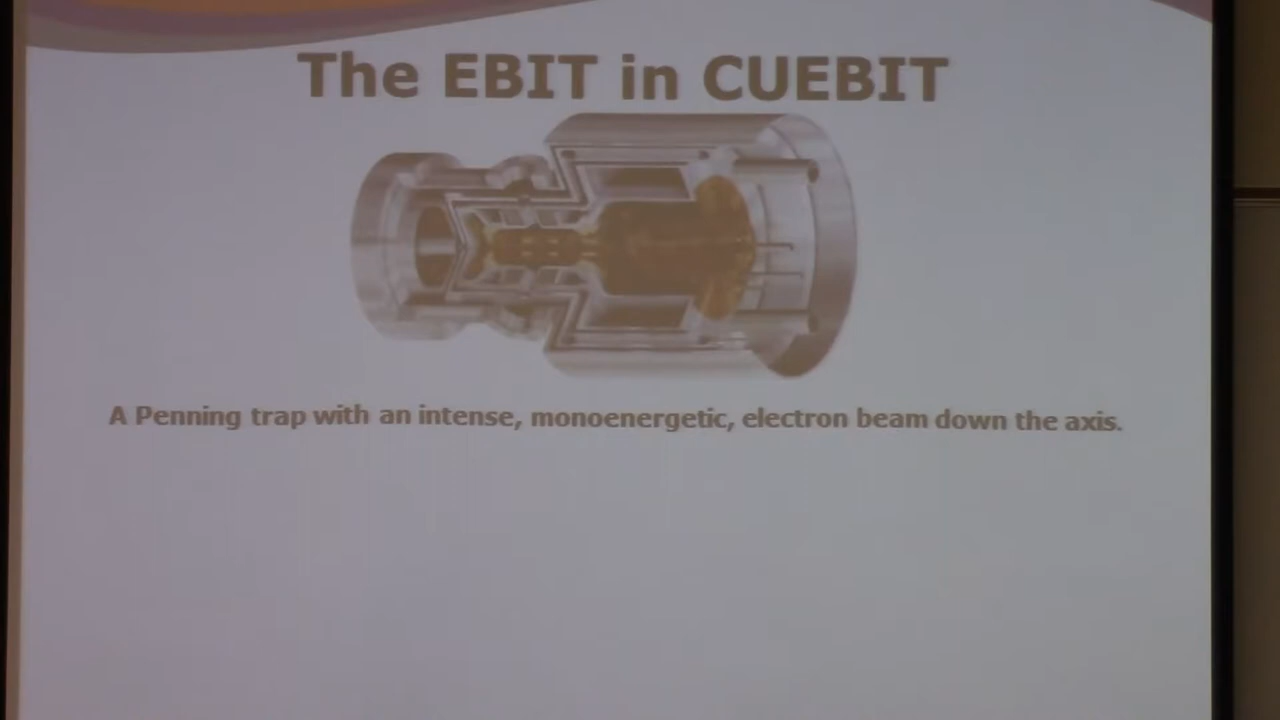 The EBIT in CUEBIT
A Penning trap with an intense, monoenergetic, electron beam down the axis.